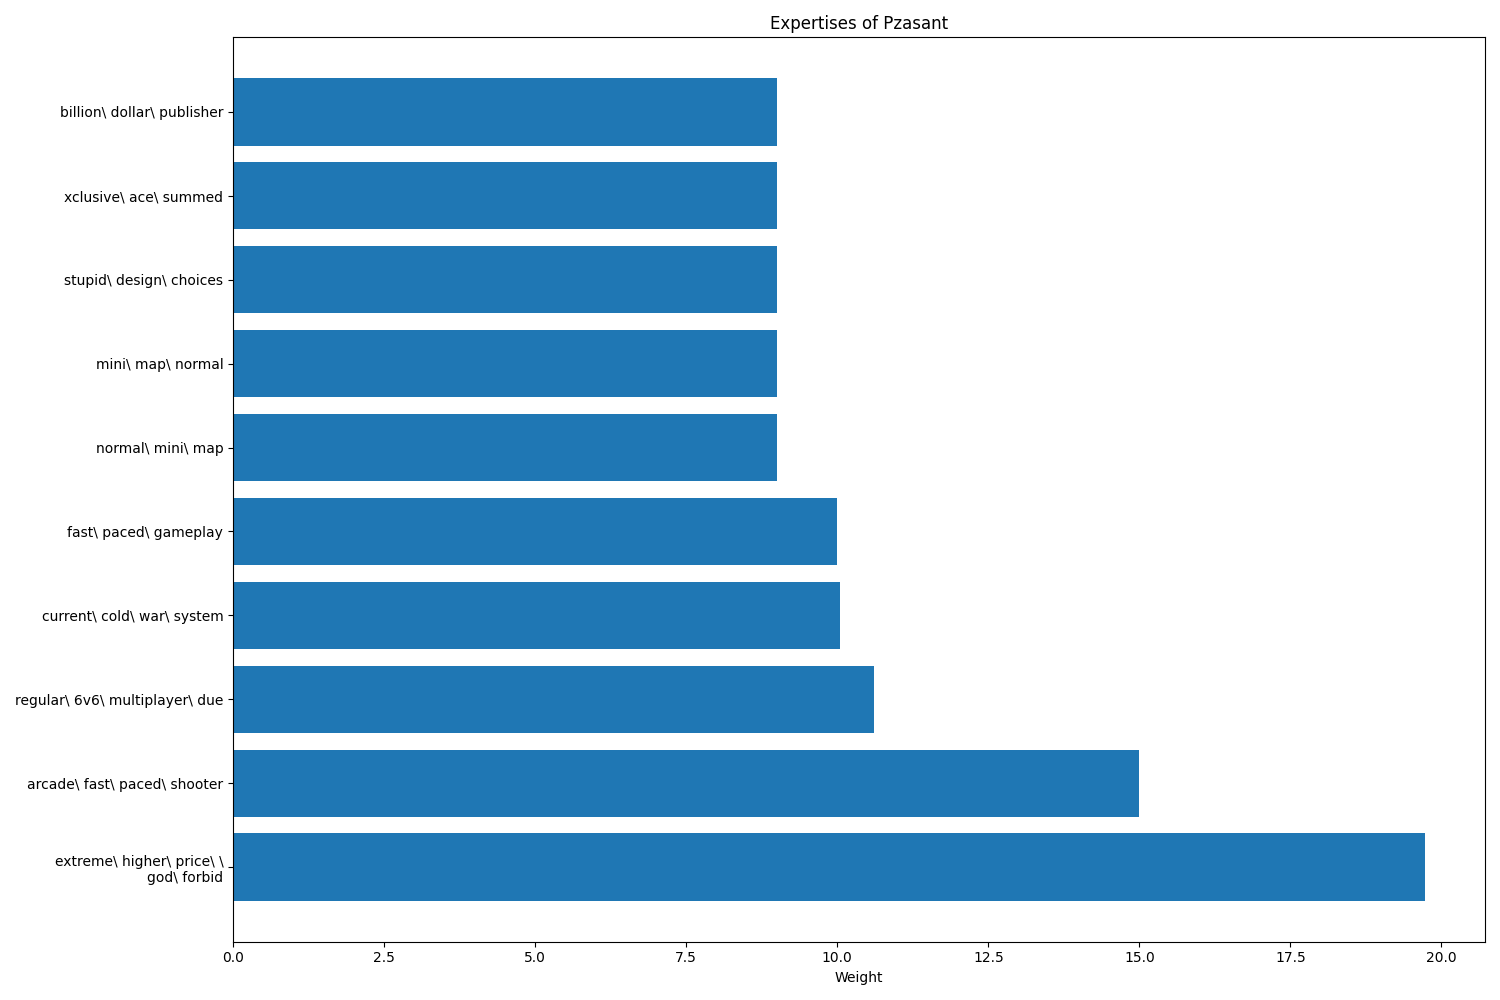 Expertises of Pzasant
billion\ dollar\ publisher
xclusive\ ace\ summed
stupid\ design\ choices
mini\ map\ normal
normal\ mini\ map
fast\ paced\ gameplay
current\ cold\ war\ system
regular\ 6v6\ multiplayer\ due
arcade\ fast\ paced\ shooter
extreme\ higher\ price\ \
god\ forbid
0.0 2.5 5.0 7.5 10.0 12.5 15.0 17.5 20.0
Weight